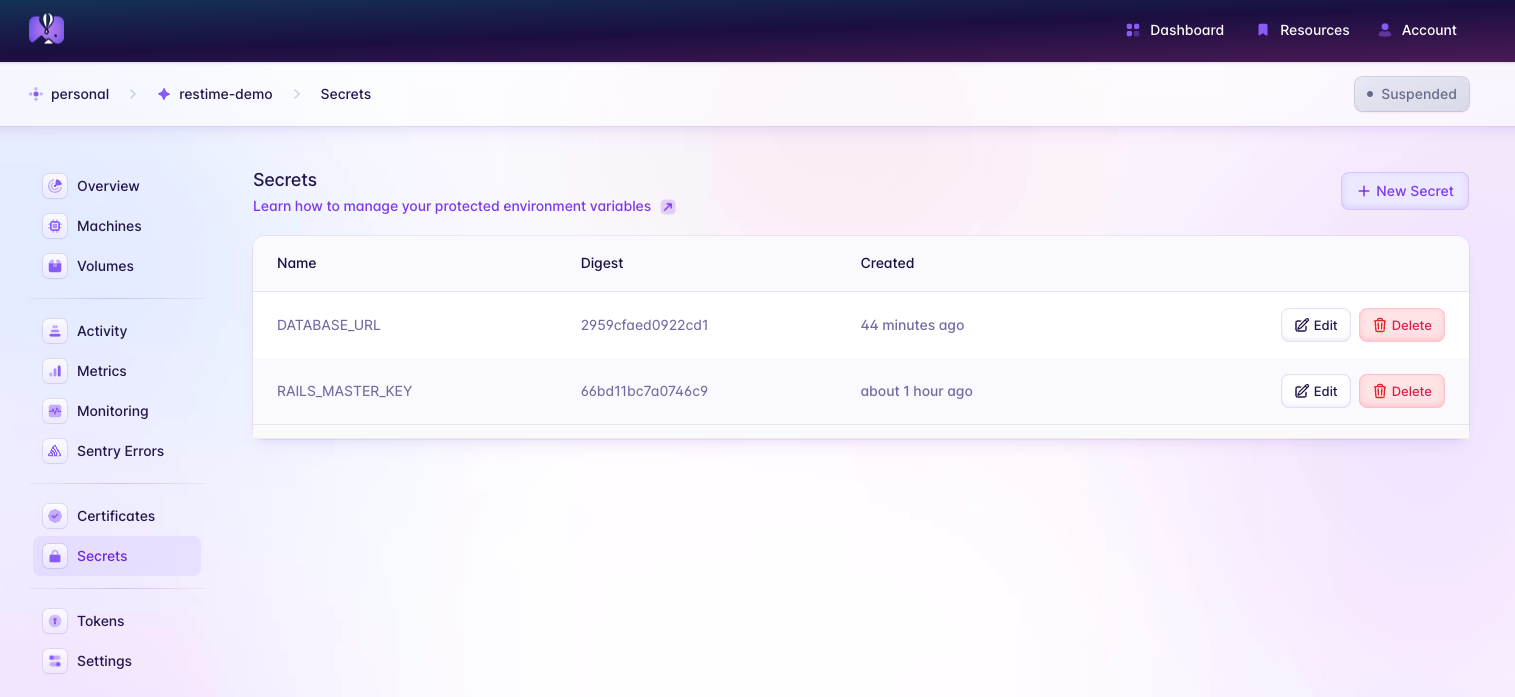 Dashboard Resources Account
personal restime-demo Secrets Suspended
Overview
Machines
Volumes
Activity
Metrics
Monitoring
Sentry Errors
Certificates
Secrets
Tokens
Settings
Secrets
Learn how to manage your protected environment variables
+ New Secret
Name Digest Created
DATABASE_URL 2959cfaed0922cd1 44 minutes ago Edit Delete
RAILS_MASTER_KEY 66bd11bc7a0746c9 about 1 hour ago Edit Delete